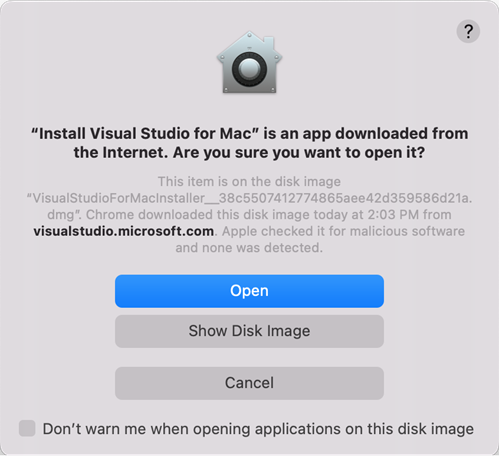 ?
“Install Visual Studio for Mac” is an app downloaded from
the Internet. Are you sure you want to open it?
This item is on the disk image
“VisualStudioForMacInstaller__38c5507412774865aee42d359586d21a.
dmg”. Chrome downloaded this disk image today at 2:03 PM from
visualstudio.microsoft.com. Apple checked it for malicious software
and none was detected.
Open
Show Disk Image
Cancel
Don’t warn me when opening applications on this disk image